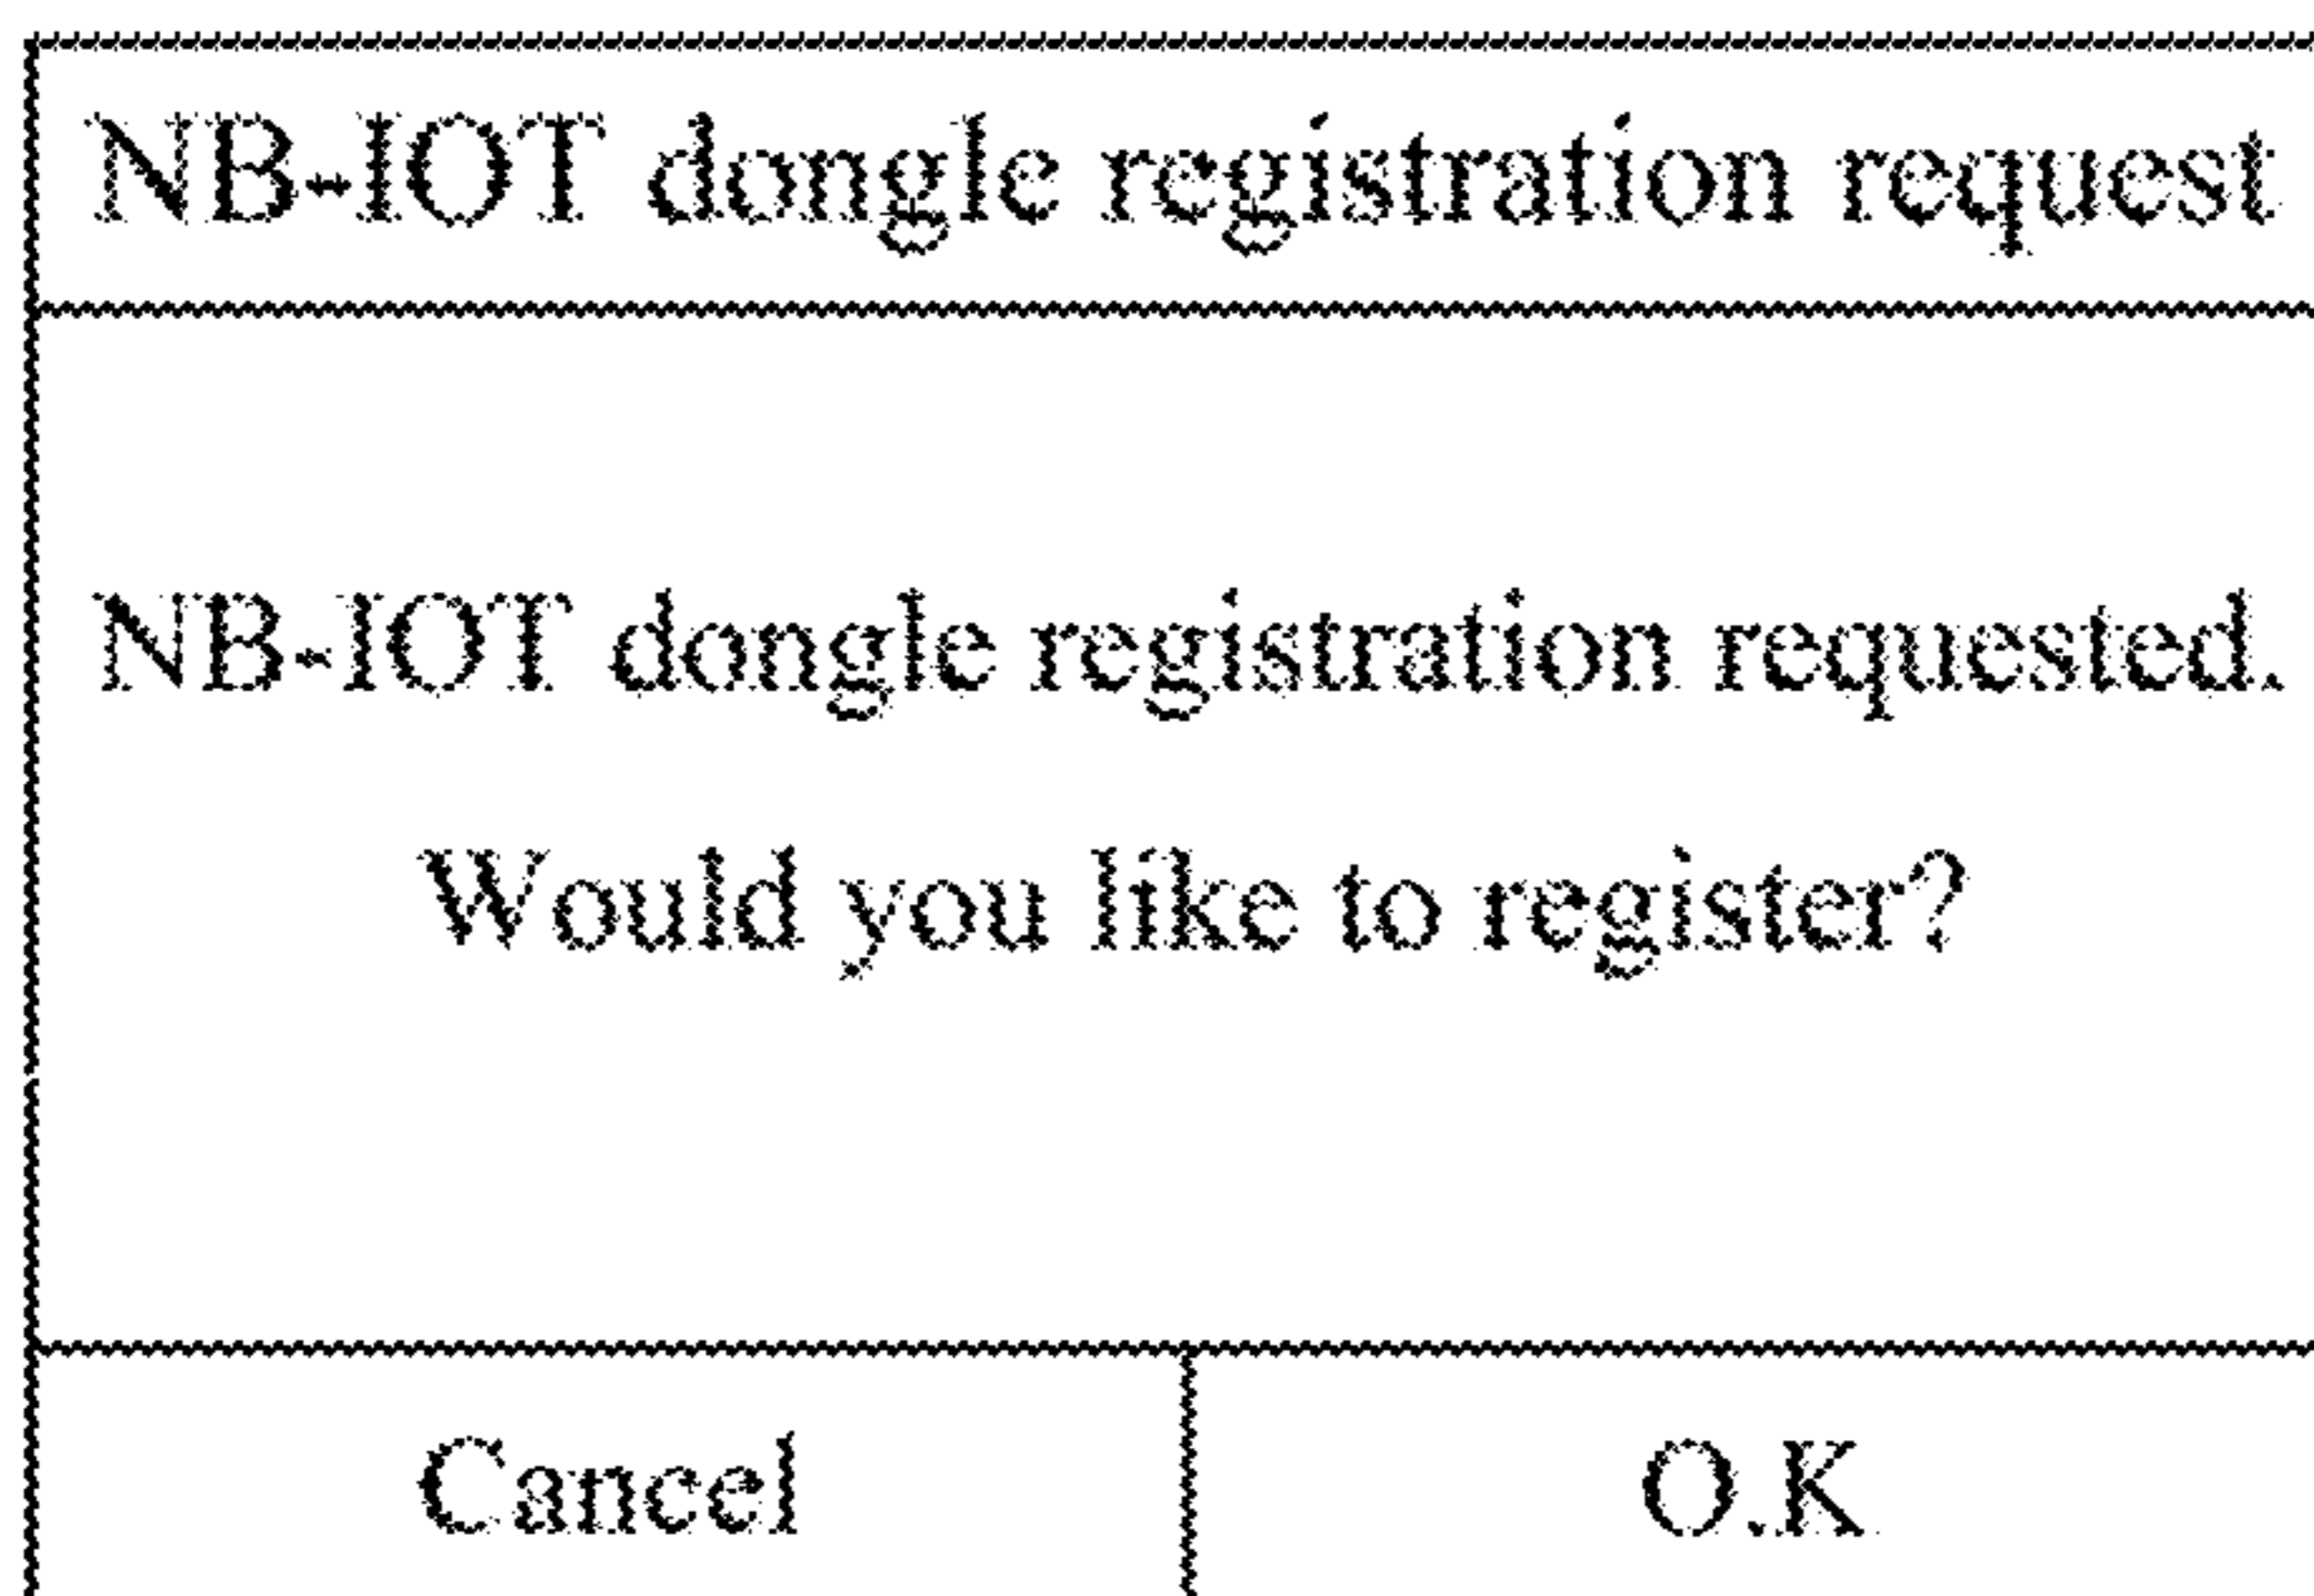 NB-IOT dongle registration request
NB-IOT dongle registration requested.
Would you like to register?
Cancel
O.K